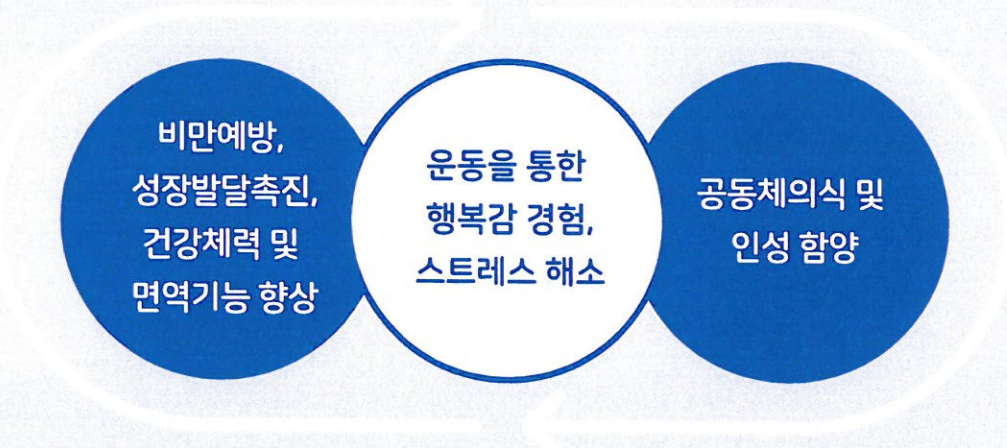 비만예방,
성장발달촉진,
건강체력 및
면역기능 향상
운동을 통한
행복감 경험,
스트레스 해소
공동체의식 및
인성 함양